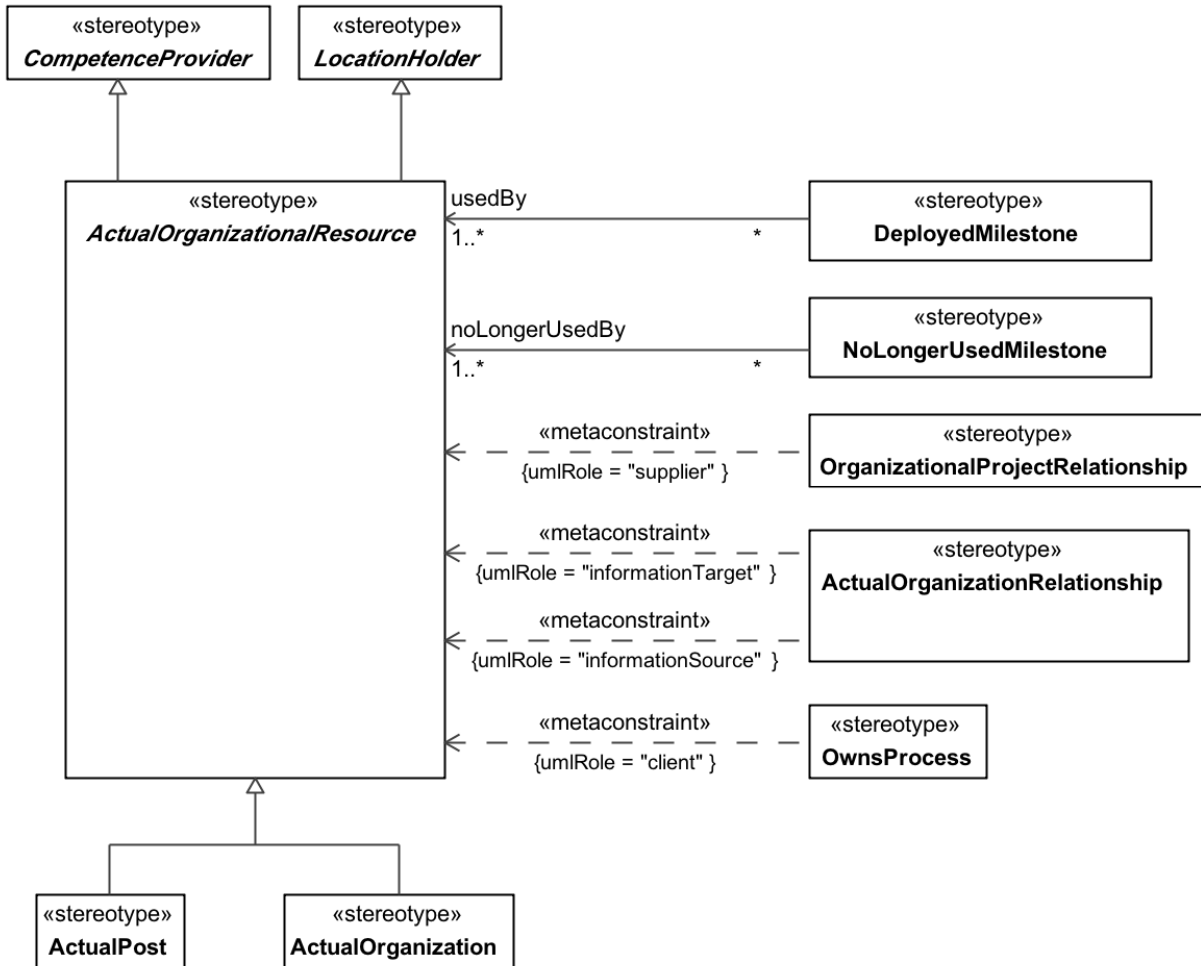 «stereotype»
CompetenceProvider
«stereotype»
LocationHolder
«stereotype»
ActualOrganizationalResource
usedBy
1..*
*
«stereotype»
DeployedMilestone
noLongerUsedBy
1..*
*
«stereotype»
NoLongerUsedMilestone
«metaconstraint»
{umlRole = "supplier" }
«stereotype»
OrganizationalProjectRelationship
«metaconstraint»
{umlRole = "informationTarget" }
«metaconstraint»
{umlRole = "informationSource" }
«stereotype»
ActualOrganizationRelationship
«metaconstraint»
{umlRole = "client" }
«stereotype»
OwnsProcess
«stereotype»
ActualPost
«stereotype»
ActualOrganization